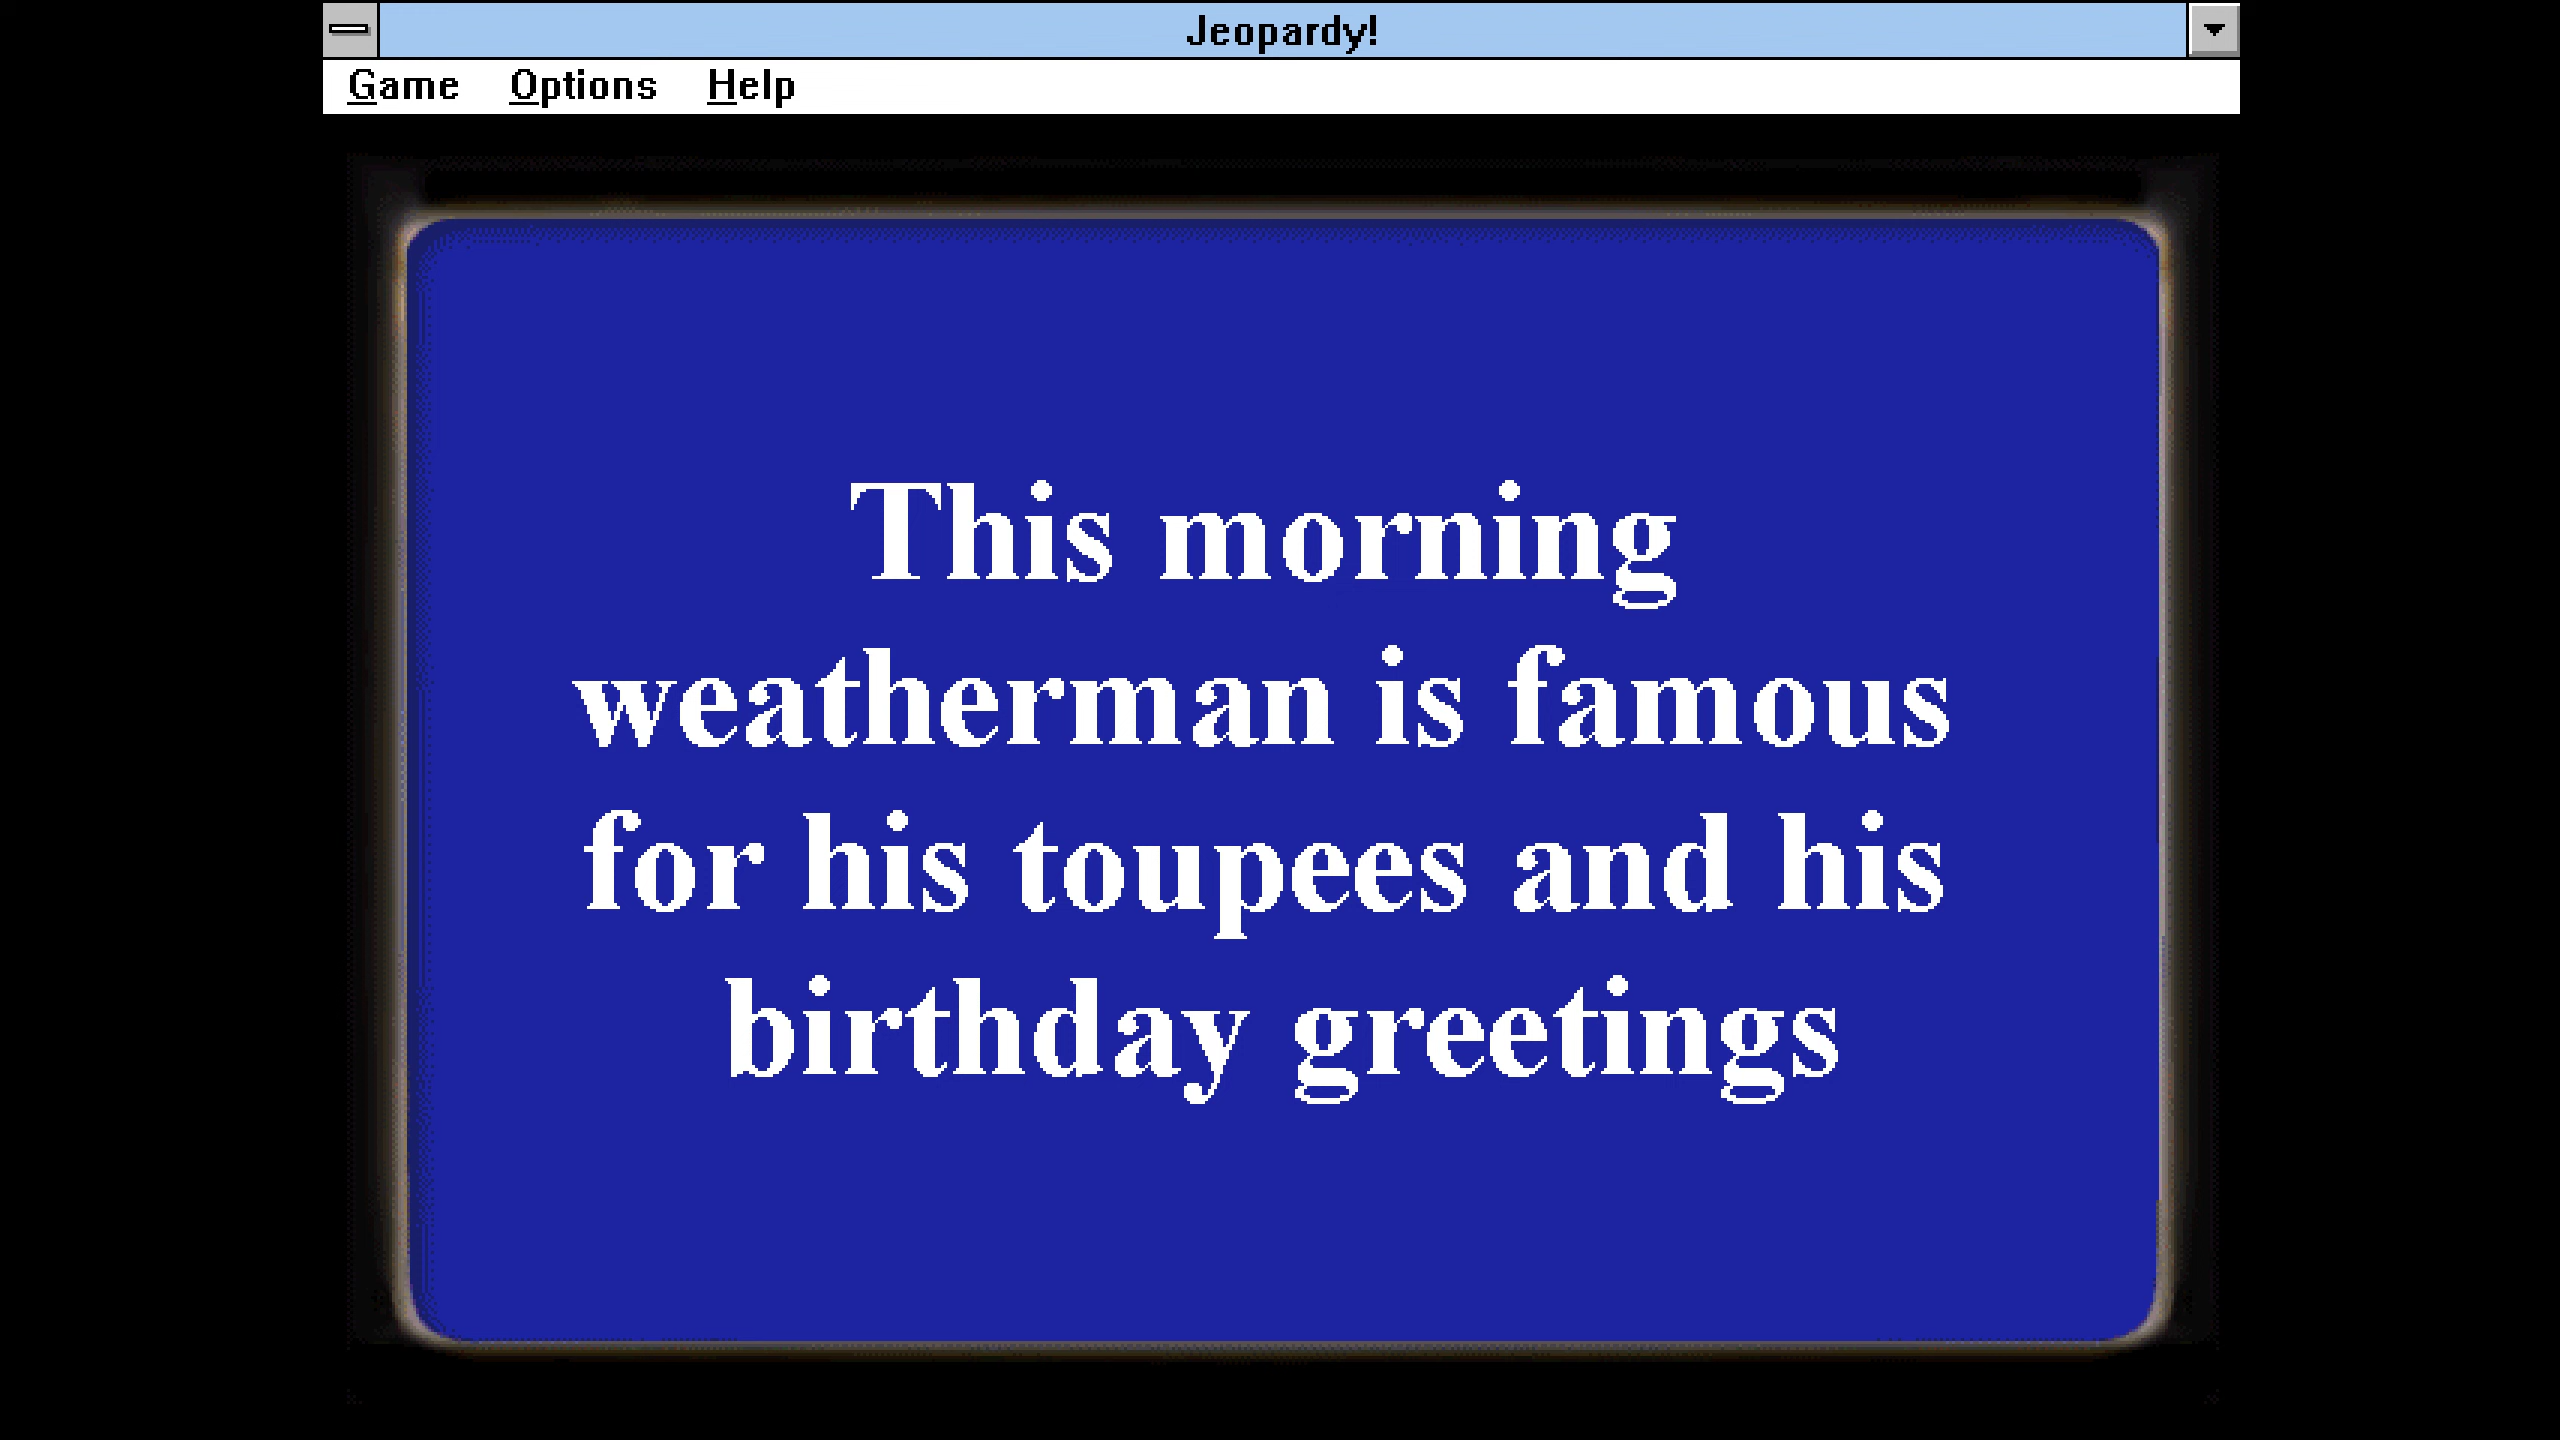 Jeopardy!
Game Options Help
This morning
weatherman is famous
for his toupees and his
birthday greetings